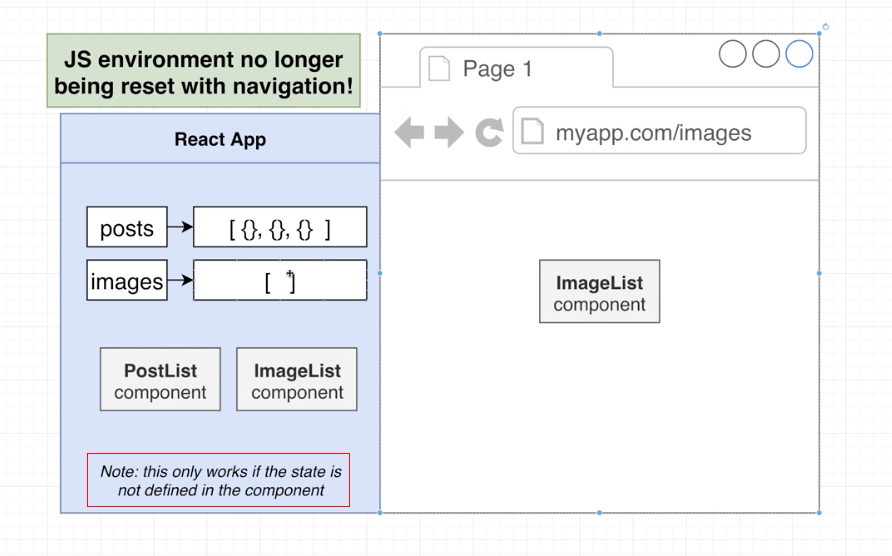 JS environment no longer
being reset with navigation!
React App
posts
[ {}, {}, {} ]
images
[ ]
PostList
component
ImageList
component
Note: this only works if the state is
not defined in the component
Page 1
myapp.com/images
ImageList
component